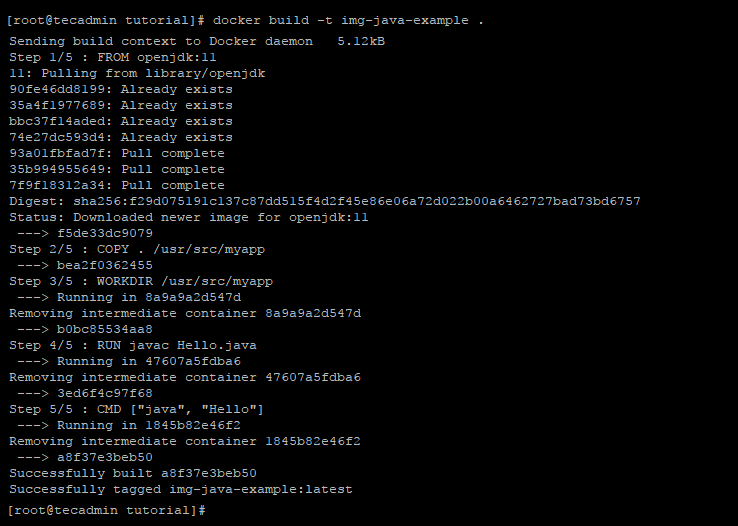 [root@tecadmin tutorial]# docker build -t img-java-example .
Sending build context to Docker daemon   5.12kB
Step 1/5 : FROM openjdk:11
11: Pulling from library/openjdk
90fe46dd8199: Already exists
35a4f1977689: Already exists
bbc37f14aded: Already exists
74e27dc593d4: Already exists
93a01fbfad7f: Pull complete
35b994955649: Pull complete
7f9f18312a34: Pull complete
Digest: sha256:f29d075191c137c87dd515f4d2f45e86e06a72d022b00a6462727bad73bd6757
Status: Downloaded newer image for openjdk:11
 ---> f5de33dc9079
Step 2/5 : COPY . /usr/src/myapp
 ---> bea2f0362455
Step 3/5 : WORKDIR /usr/src/myapp
 ---> Running in 8a9a9a2d547d
Removing intermediate container 8a9a9a2d547d
 ---> b0bc85534aa8
Step 4/5 : RUN javac Hello.java
 ---> Running in 47607a5fdba6
Removing intermediate container 47607a5fdba6
 ---> 3ed6f4c97f68
Step 5/5 : CMD ["java", "Hello"]
 ---> Running in 1845b82e46f2
Removing intermediate container 1845b82e46f2
 ---> a8f37e3beb50
Successfully built a8f37e3beb50
Successfully tagged img-java-example:latest
[root@tecadmin tutorial]#